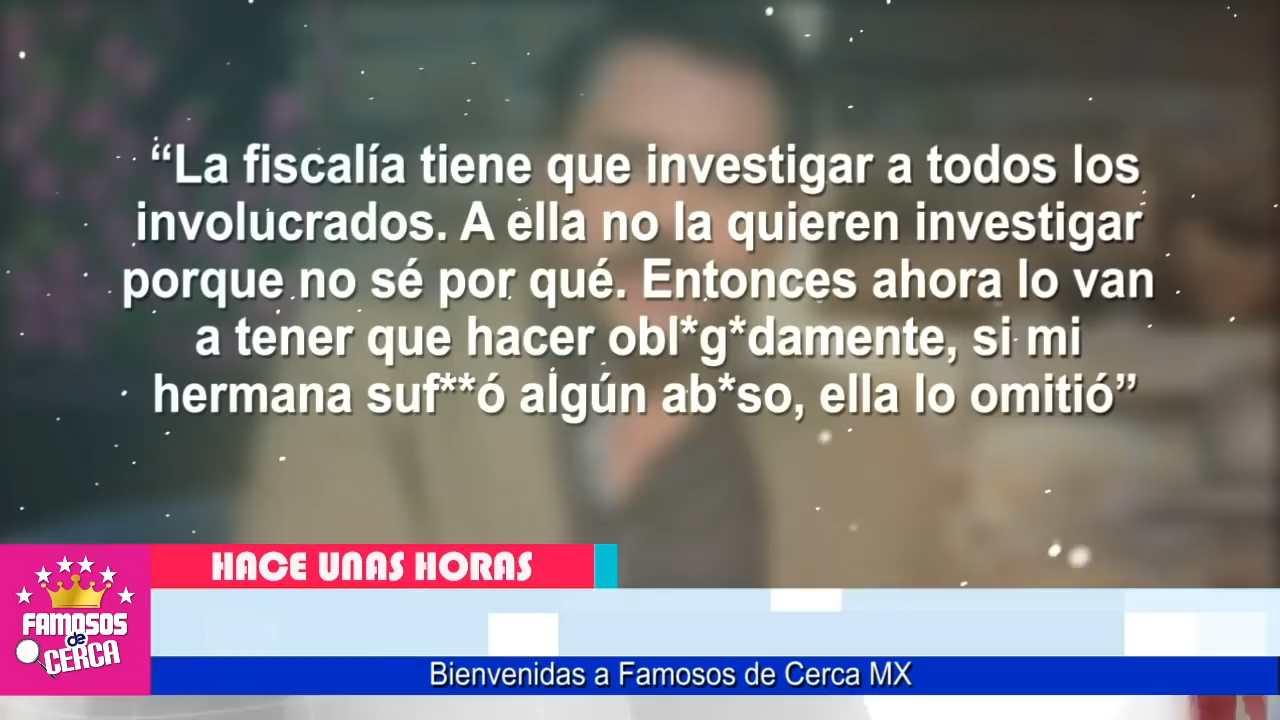 “La fiscalía tiene que investigar a todos los
involucrados. A ella no la quieren investigar
porque no sé por qué. Entonces ahora lo van
a tener que hacer obl*g*damente, si mi
hermana suf**ó algún ab*so, ella lo omitió”
HACE UNAS HORAS
FAMOSOS
de
CERCA
Bienvenidas a Famosos de Cerca MX